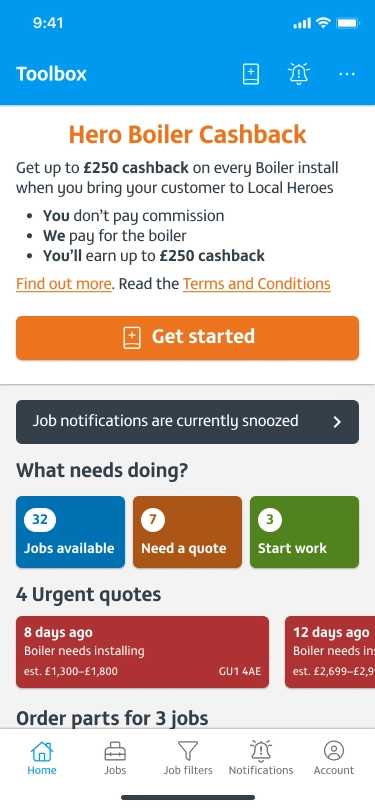 9:41
Toolbox
Hero Boiler Cashback
Get up to £250 cashback on every Boiler install
when you bring your customer to Local Heroes
• You don't pay commission
• We pay for the boiler
• You'll earn up to £250 cashback
Find out more. Read the Terms and Conditions
Get started
Job notifications are currently snoozed
What needs doing?
32
Jobs available
7
Need a quote
3
Start work
4 Urgent quotes
8 days ago
Boiler needs installing
est. £1,300–£1,800
GU1 4AE
12 days ago
Boiler needs ins
est. £2,699–£2,9
Order parts for 3 jobs
Home
Jobs
Job filters
Notifications
Account